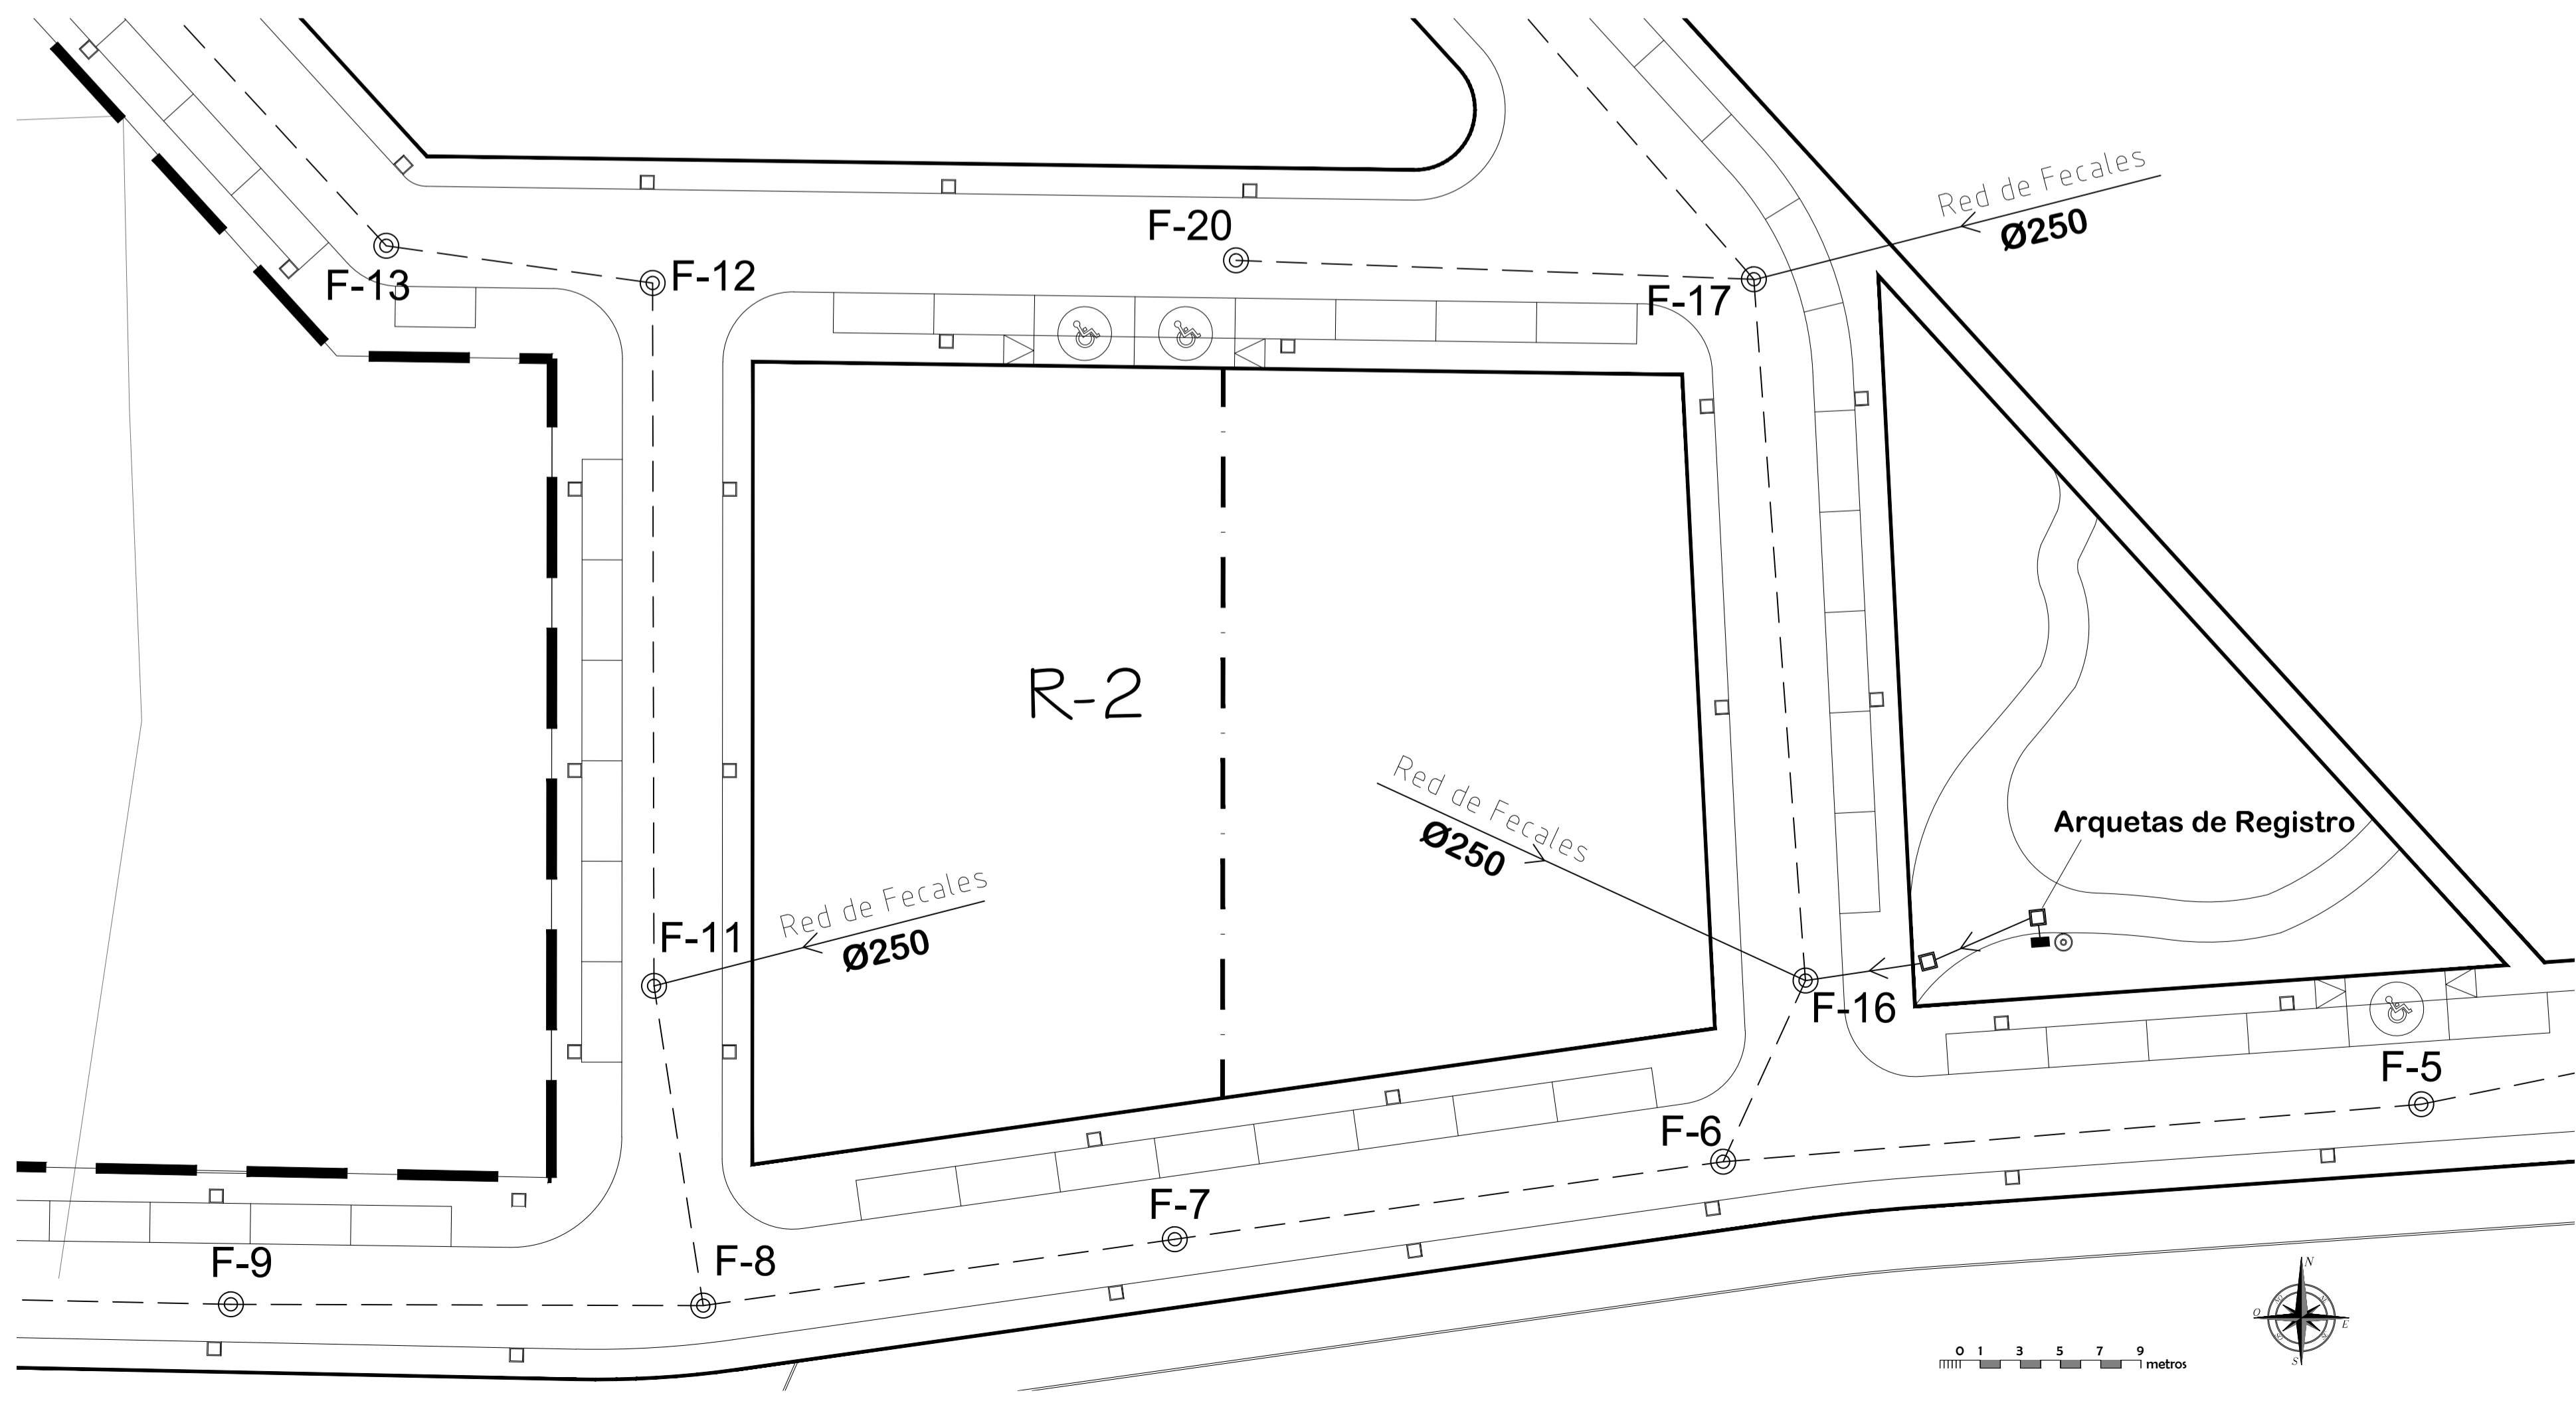 Red de Fecales
Ø250
F-20
F-13
F-12
F-17
R-2
Red de Fecales
Ø250
Arquetas de Registro
Red de Fecales
Ø250
F-11
F-16
F-5
F-6
F-7
F-9
F-8
N
O
E
S
0 1 3 5 7 9
metros